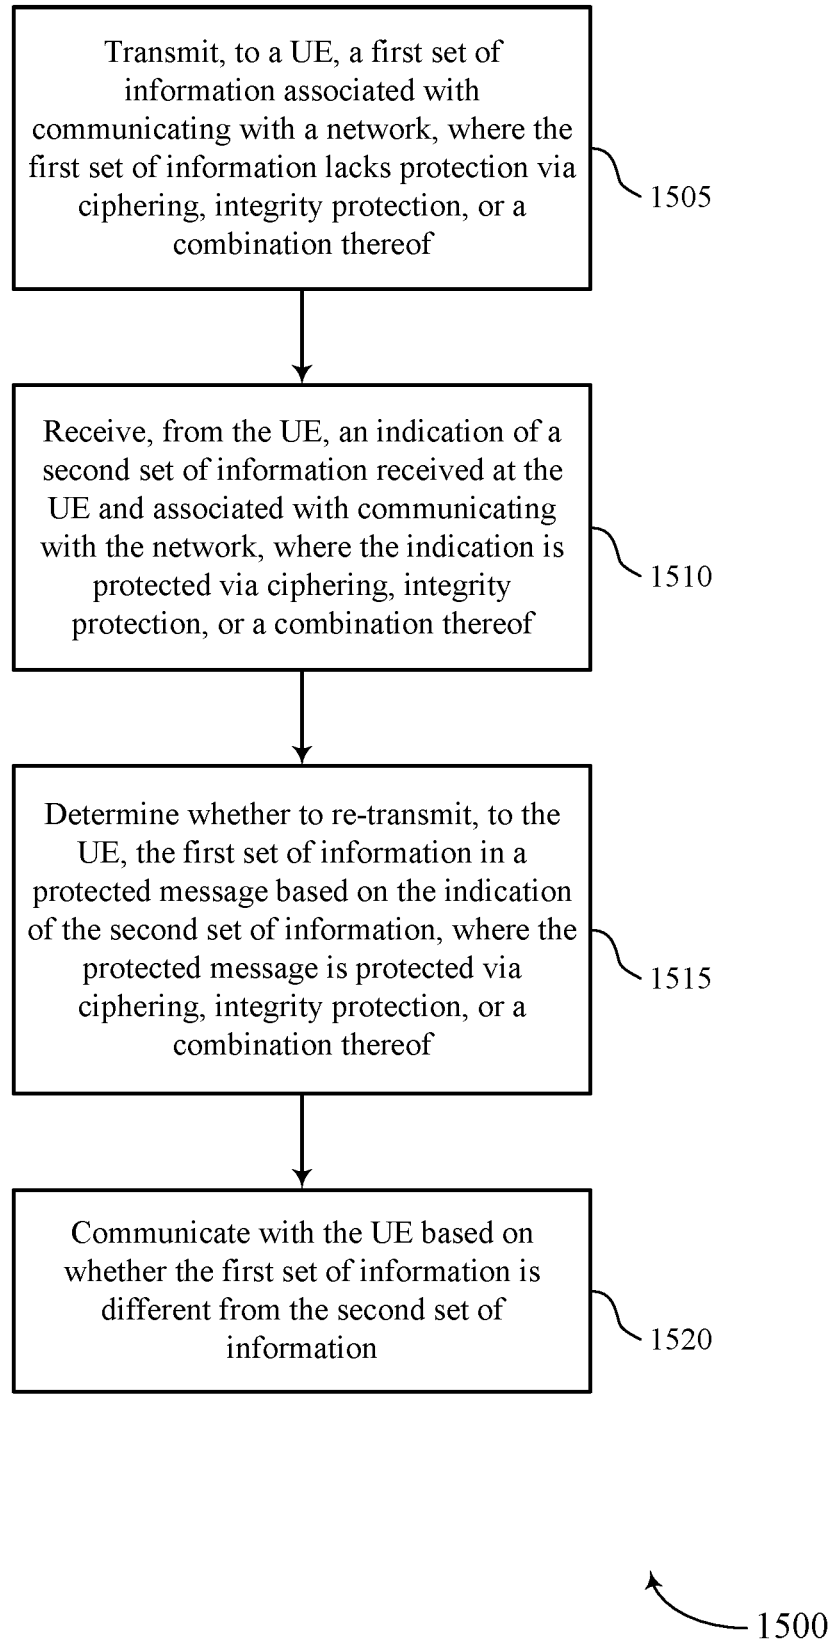 Transmit, to a UE, a first set of
information associated with
communicating with a network, where the
first set of information lacks protection via
ciphering, integrity protection, or a
combination thereof
1505
Receive, from the UE, an indication of a
second set of information received at the
UE and associated with communicating
with the network, where the indication is
protected via ciphering, integrity
protection, or a combination thereof
1510
Determine whether to re-transmit, to the
UE, the first set of information in a
protected message based on the indication
of the second set of information, where the
protected message is protected via
ciphering, integrity protection, or a
combination thereof
1515
Communicate with the UE based on
whether the first set of information is
different from the second set of
information
1520
1500